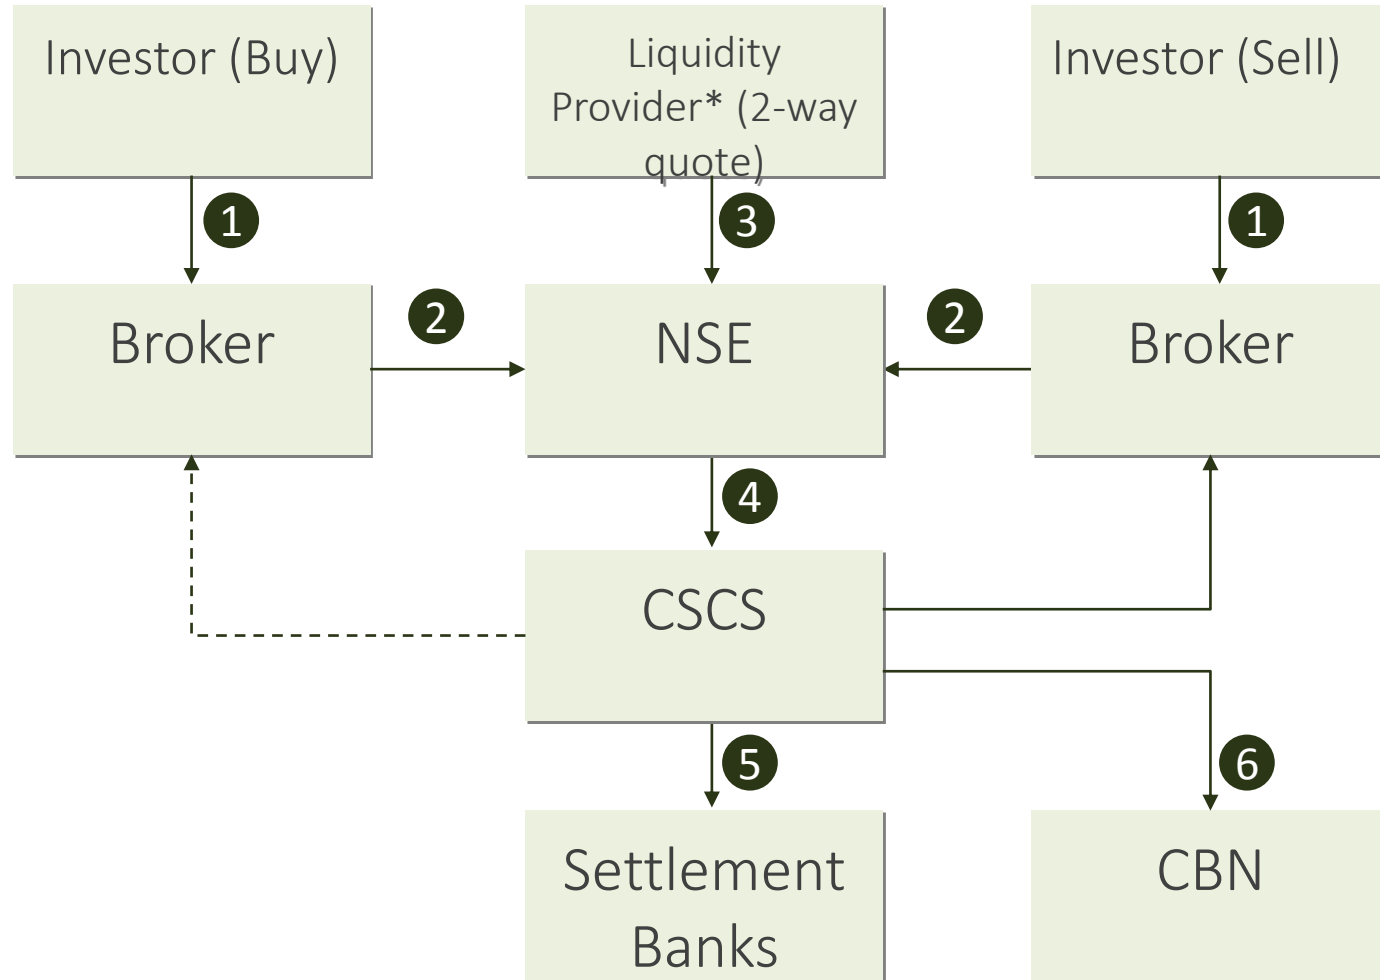 Investor (Buy)
Liquidity
Provider* (2-way
quote)
Investor (Sell)
1
3
1
Broker
2
NSE
2
Broker
4
CSCS
5
6
Settlement
Banks
CBN